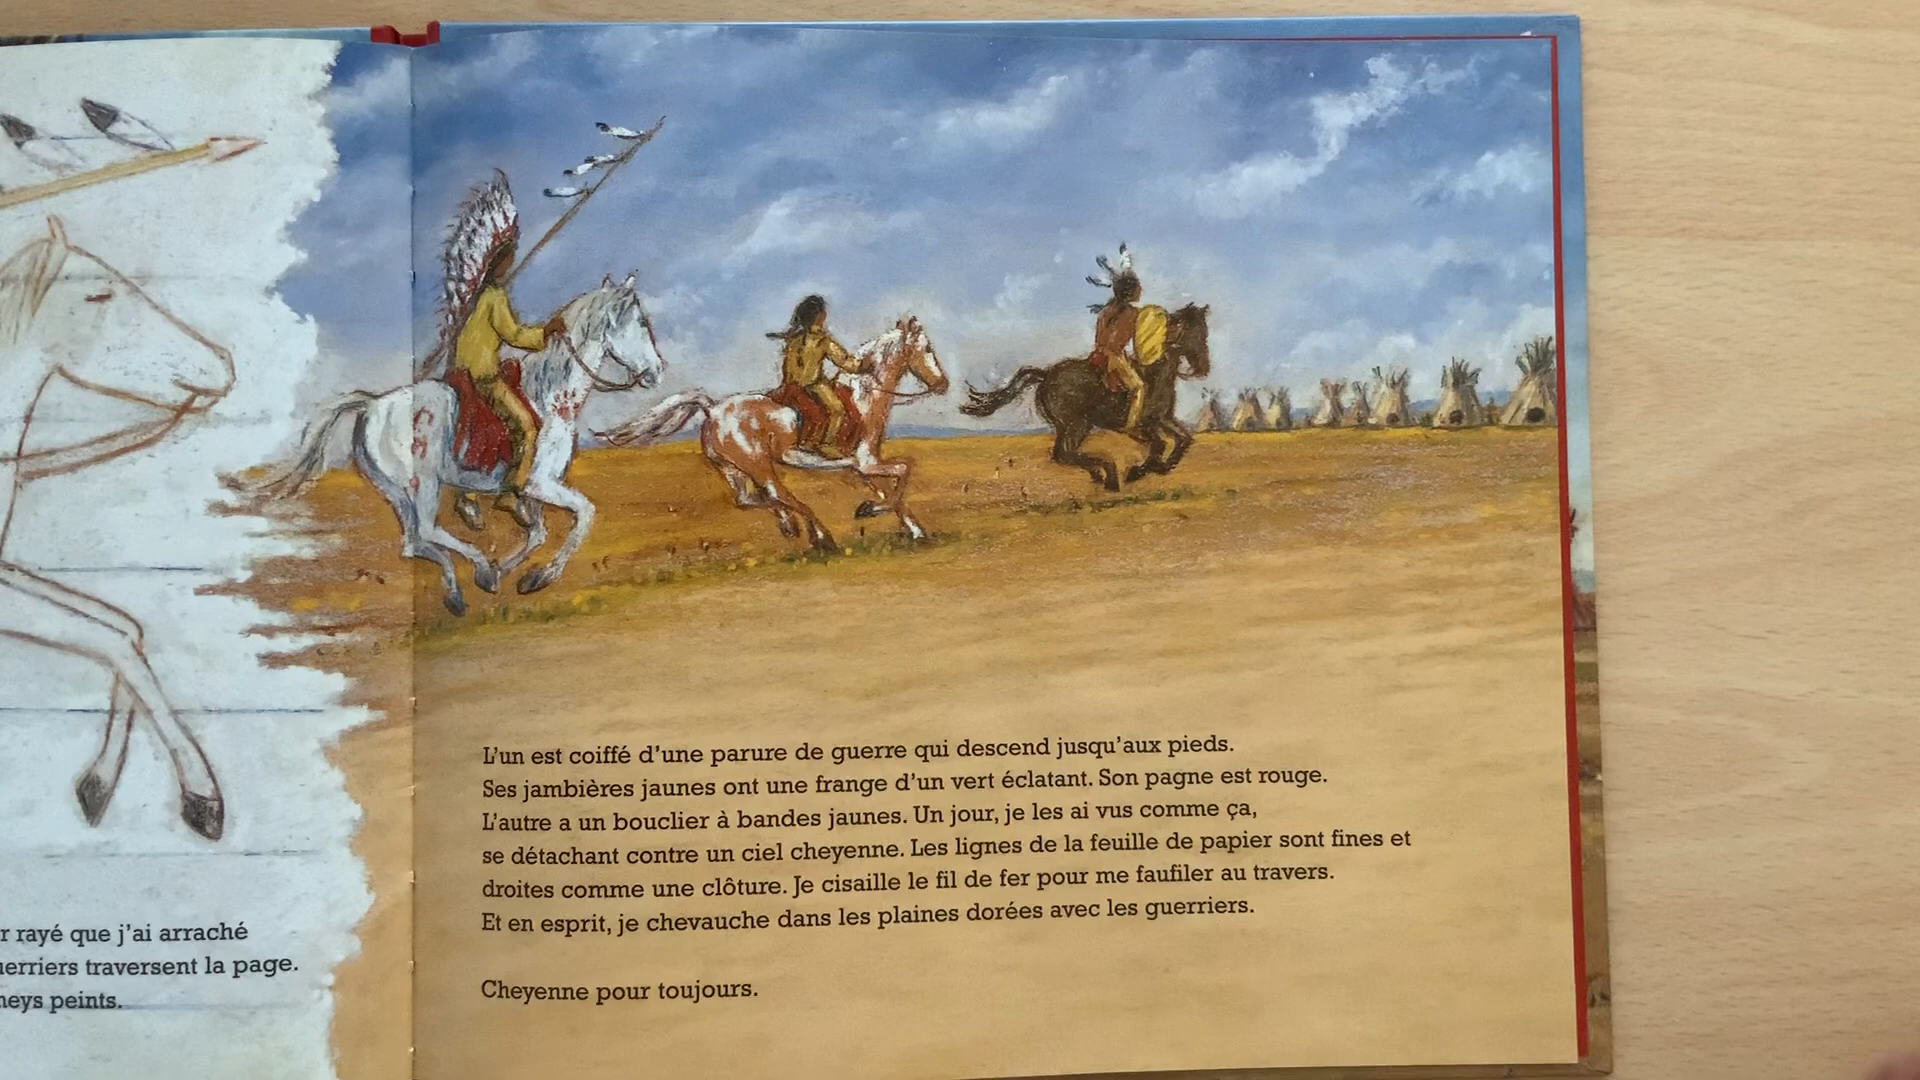 r rayé que j'ai arraché
uerriers traversent la page.
neys peints.
L'un est coiffé d'une parure de guerre qui descend jusqu'aux pieds.
Ses jambières jaunes ont une frange d'un vert éclatant. Son pagne est rouge.
L'autre a un bouclier à bandes jaunes. Un jour, je les ai vus comme ça,
se détachant contre un ciel cheyenne. Les lignes de la feuille de papier sont fines et
droites comme une clôture. Je cisaille le fil de fer pour me faufiler au travers.
Et en esprit, je chevauche dans les plaines dorées avec les guerriers.
Cheyenne pour toujours.